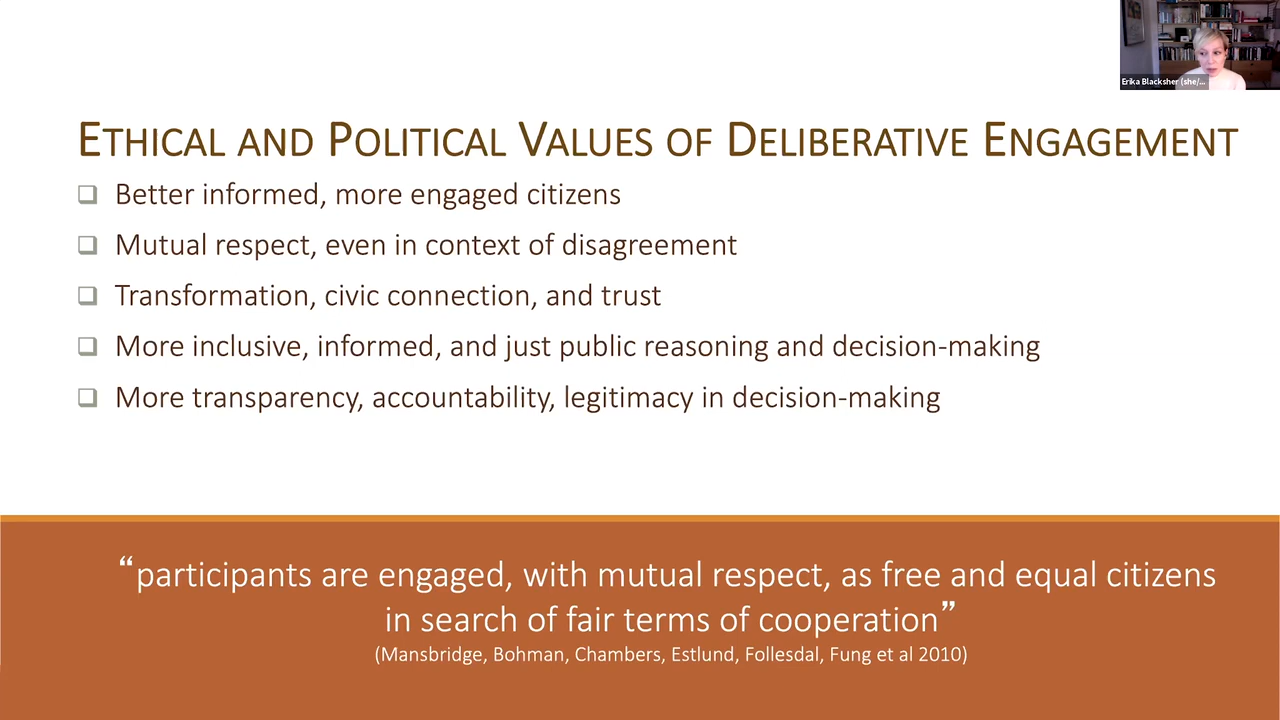 Erika Blacksher (she/...
Ethical and Political Values of Deliberative Engagement
Better informed, more engaged citizens
Mutual respect, even in context of disagreement
Transformation, civic connection, and trust
More inclusive, informed, and just public reasoning and decision-making
More transparency, accountability, legitimacy in decision-making
“participants are engaged, with mutual respect, as free and equal citizens
in search of fair terms of cooperation”
(Mansbridge, Bohman, Chambers, Estlund, Follesdal, Fung et al 2010)